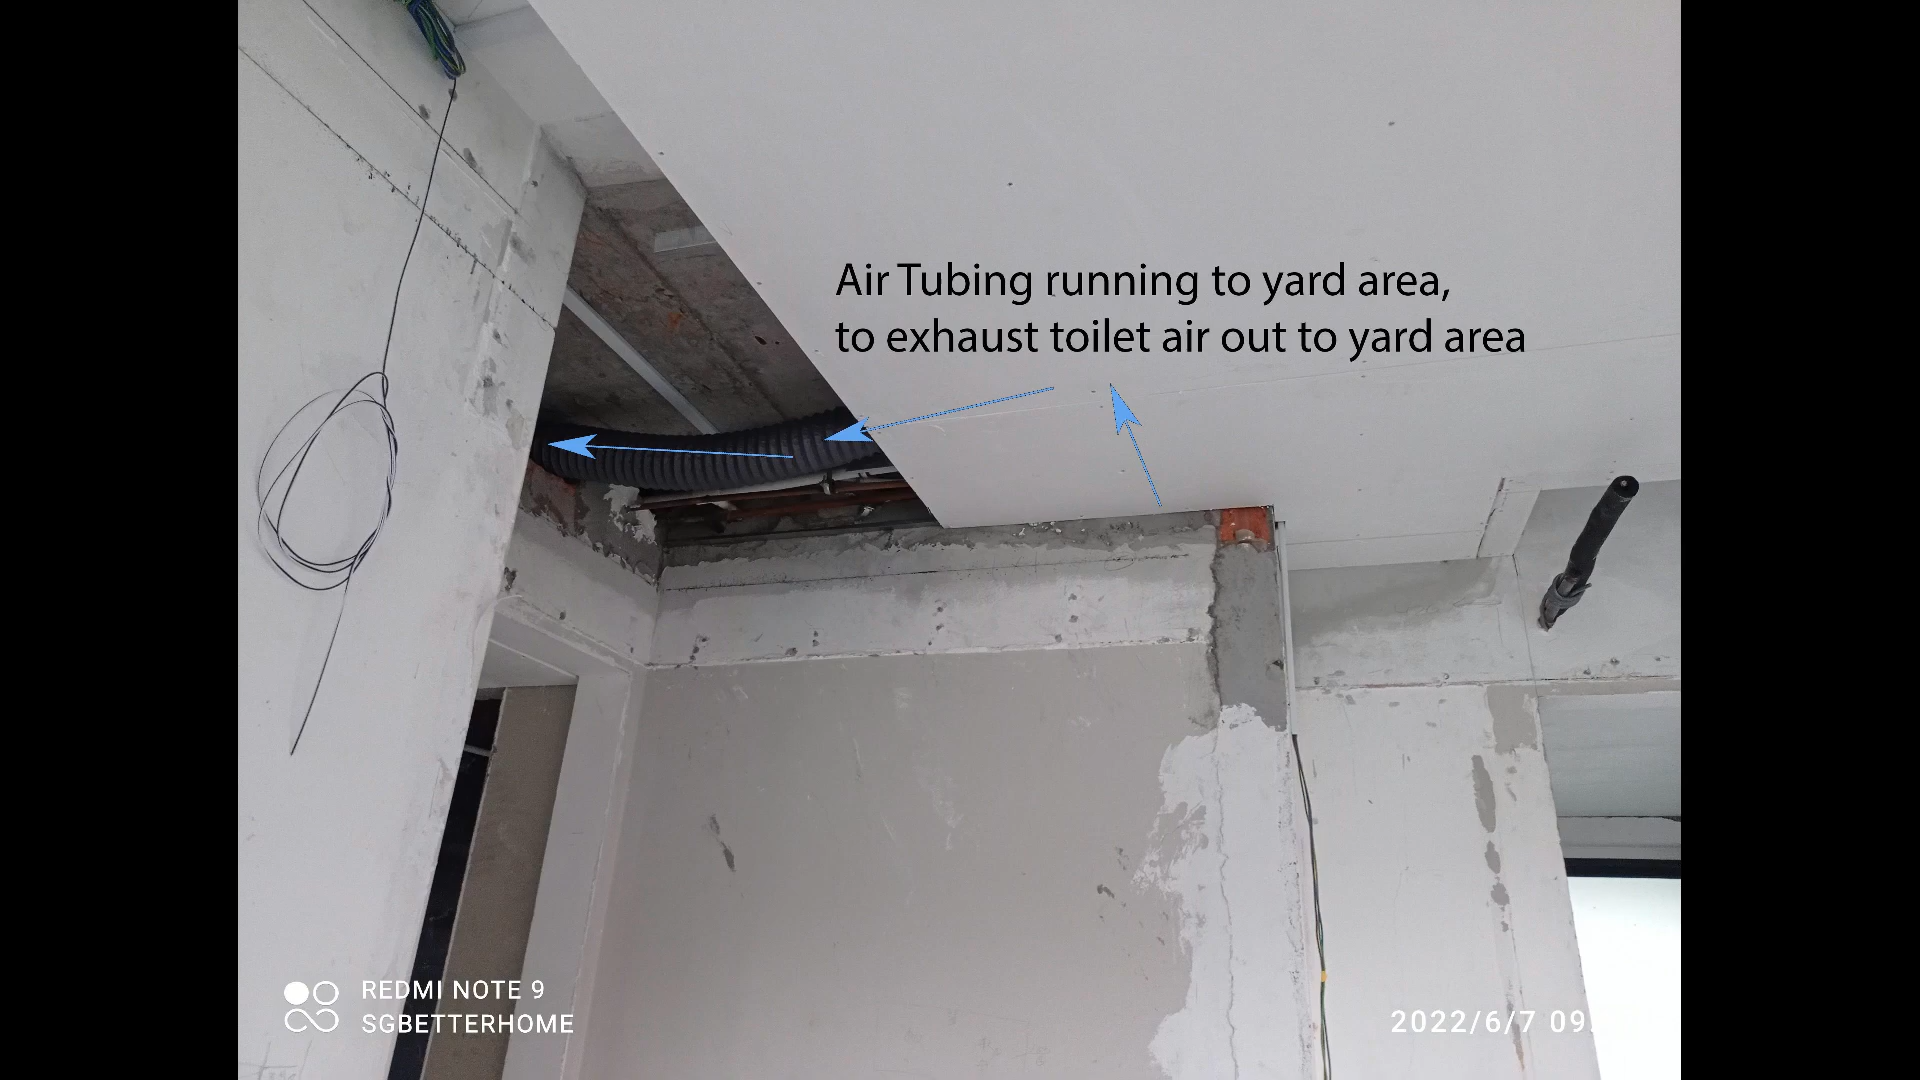 Air Tubing running to yard area,
to exhaust toilet air out to yard area
REDMI NOTE 9
SGBETTERHOME
2022/6/7 09: